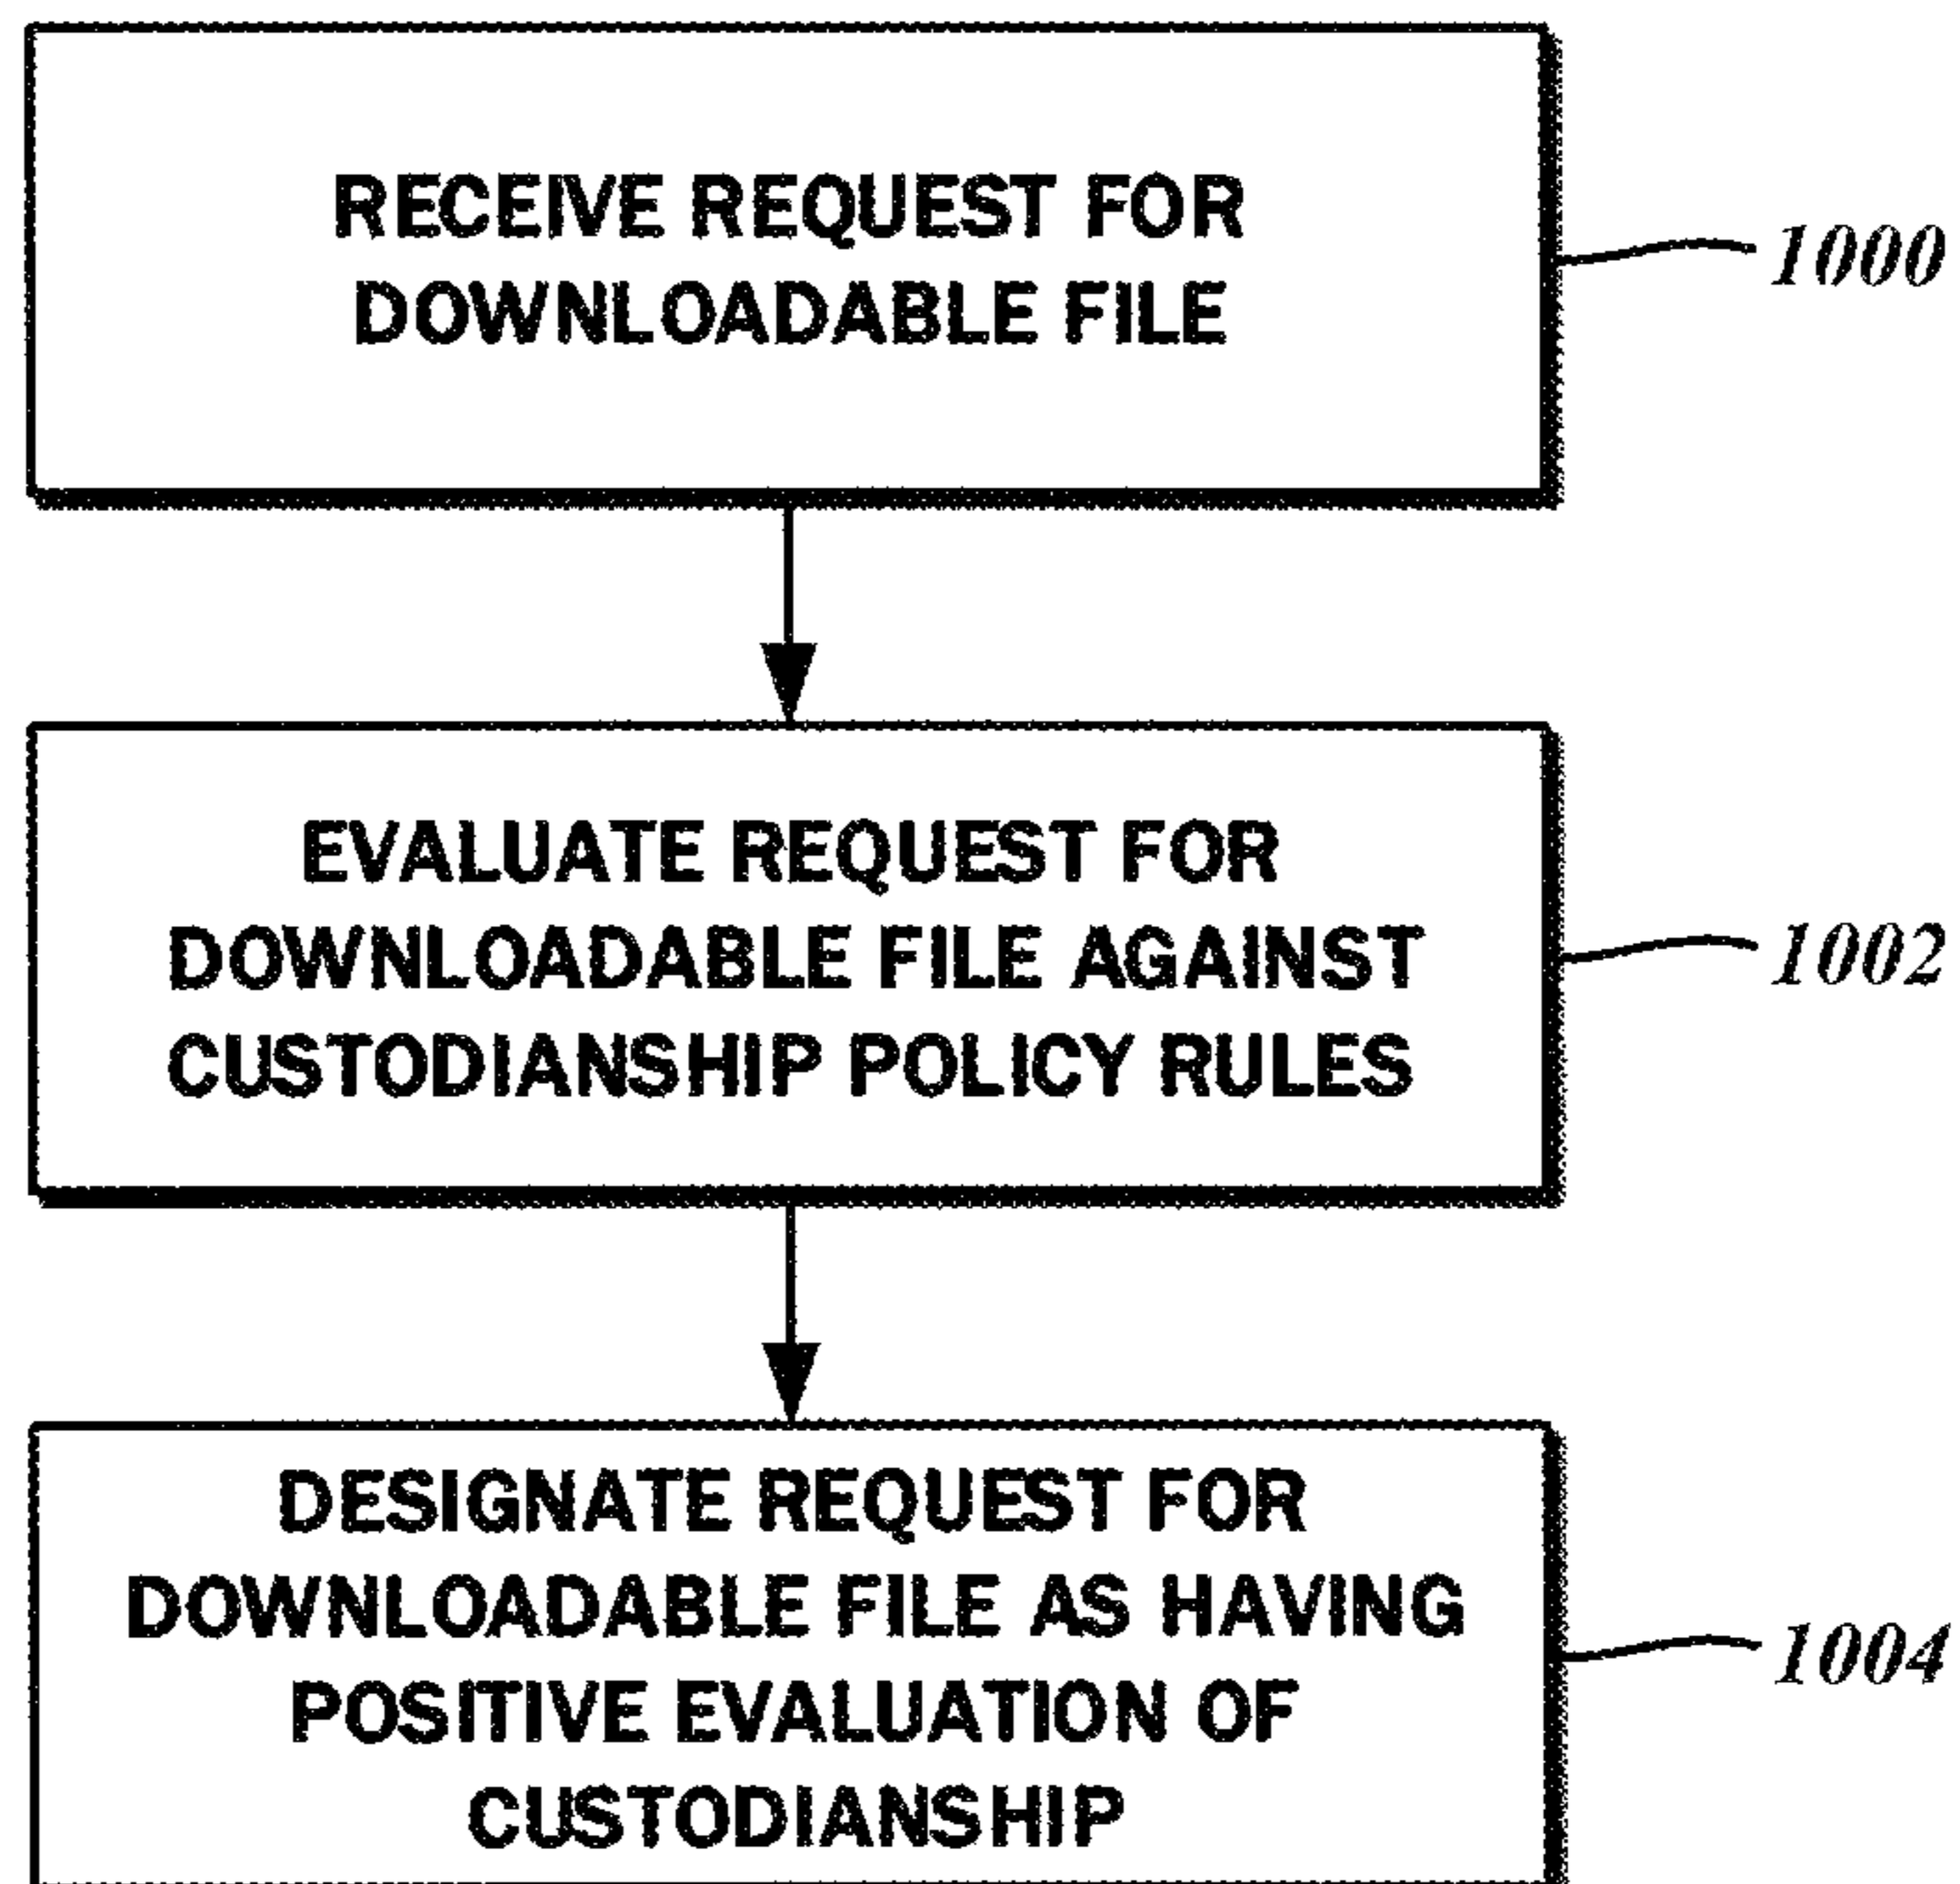 RECEIVE REQUEST FOR
DOWNLOADABLE FILE
1000
EVALUATE REQUEST FOR
DOWNLOADABLE FILE AGAINST
CUSTODIANSHIP POLICY RULES
1002
DESIGNATE REQUEST FOR
DOWNLOADABLE FILE AS HAVING
POSITIVE EVALUATION OF
CUSTODIANSHIP
1004